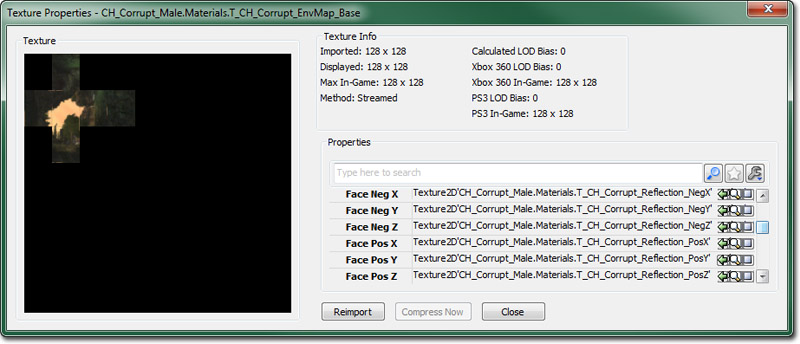 Texture Properties - CH_Corrupt_Male.Materials.T_CH_Corrupt_EnvMap_Base
Texture
Texture Info
Imported: 128 x 128
Displayed: 128 x 128
Max In-Game: 128 x 128
Method: Streamed
Calculated LOD Bias: 0
Xbox 360 LOD Bias: 0
Xbox 360 In-Game: 128 x 128
PS3 LOD Bias: 0
PS3 In-Game: 128 x 128
Properties
Type here to search
Face Neg X Texture2D'CH_Corrupt_Male.Materials.T_CH_Corrupt_Reflection_NegX'
Face Neg Y Texture2D'CH_Corrupt_Male.Materials.T_CH_Corrupt_Reflection_NegY'
Face Neg Z Texture2D'CH_Corrupt_Male.Materials.T_CH_Corrupt_Reflection_NegZ'
Face Pos X Texture2D'CH_Corrupt_Male.Materials.T_CH_Corrupt_Reflection_PosX'
Face Pos Y Texture2D'CH_Corrupt_Male.Materials.T_CH_Corrupt_Reflection_PosY'
Face Pos Z Texture2D'CH_Corrupt_Male.Materials.T_CH_Corrupt_Reflection_PosZ'
Reimport Compress Now Close